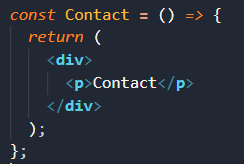 const Contact = () => {
  return (
    <div>
      <p>Contact</p>
    </div>
  );
};